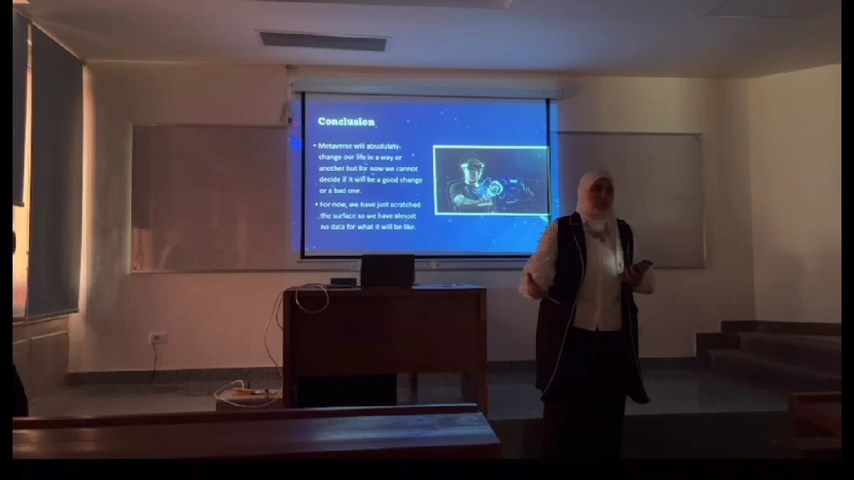 Conclusion
• Metaverse will absolutely
change our life in a way or
another but for now we cannot
decide if it will be a good change
or a bad one.
• For now, we have just scratched
the surface so we have almost
no data for what it will be like.